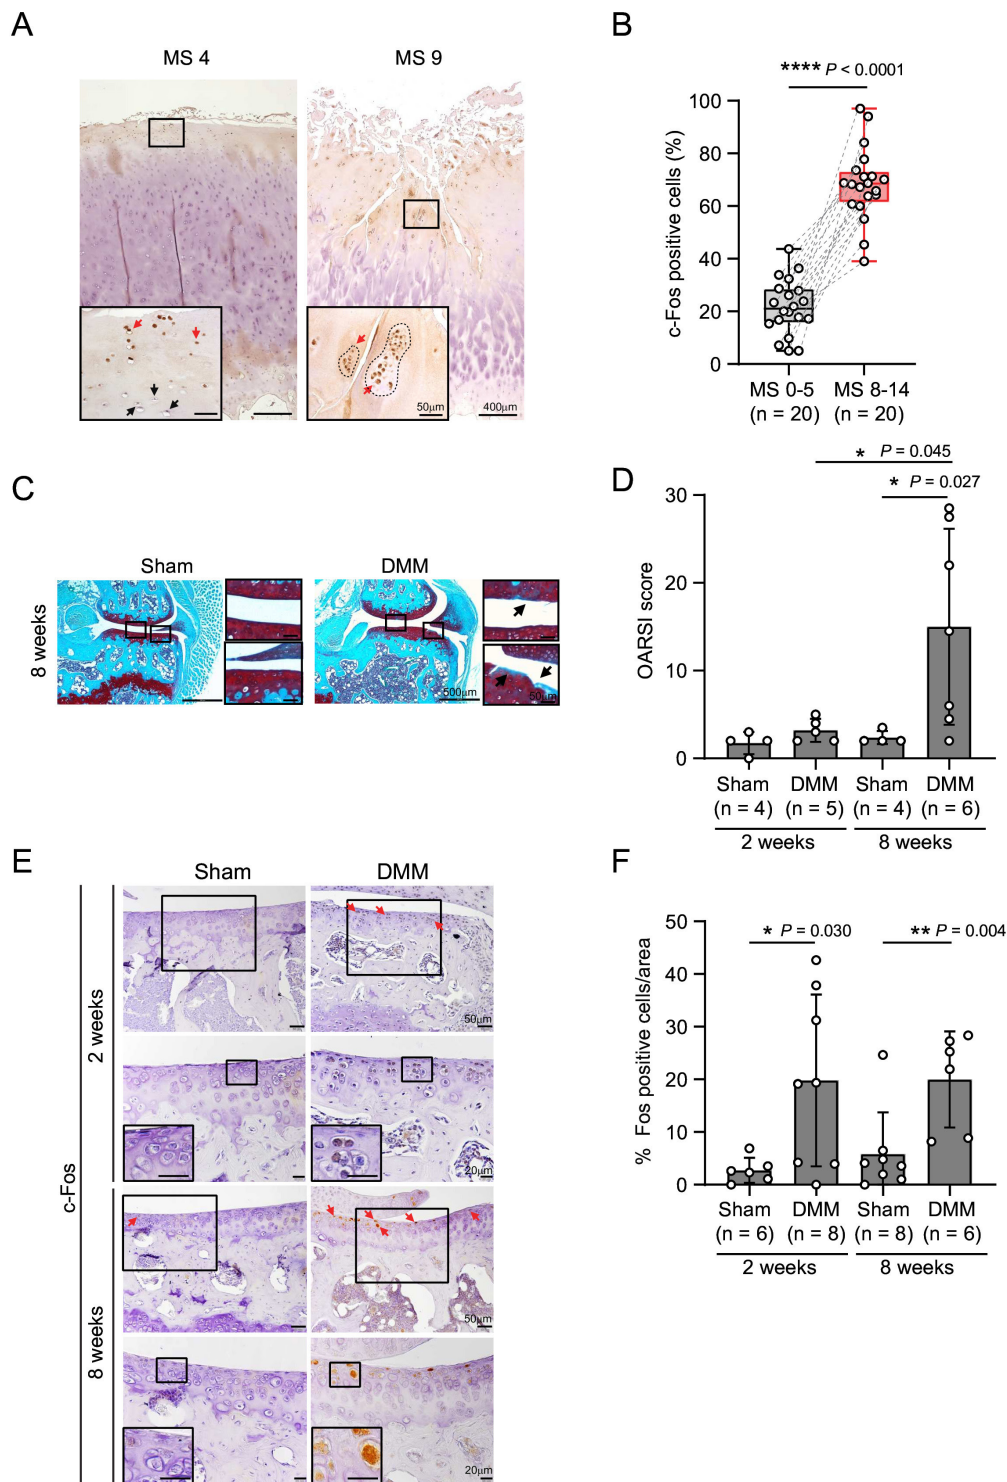 A
MS 4
MS 9
50μm
400μm
B
**** P < 0.0001
c-Fos positive cells (%)
100
80
60
40
20
0
MS 0-5
MS 8-14
(n = 20)
(n = 20)
C
Sham
DMM
8 weeks
500μm
50μm
D
* P = 0.045
* P = 0.027
OARSI score
30
20
10
0
Sham
DMM
Sham
DMM
(n = 4)
(n = 5)
(n = 4)
(n = 6)
2 weeks
8 weeks
E
Sham
DMM
c-Fos
2 weeks
8 weeks
50μm
20μm
50μm
20μm
F
* P = 0.030
** P = 0.004
% Fos positive cells/area
50
40
30
20
10
0
Sham
DMM
Sham
DMM
(n = 6)
(n = 8)
(n = 8)
(n = 6)
2 weeks
8 weeks